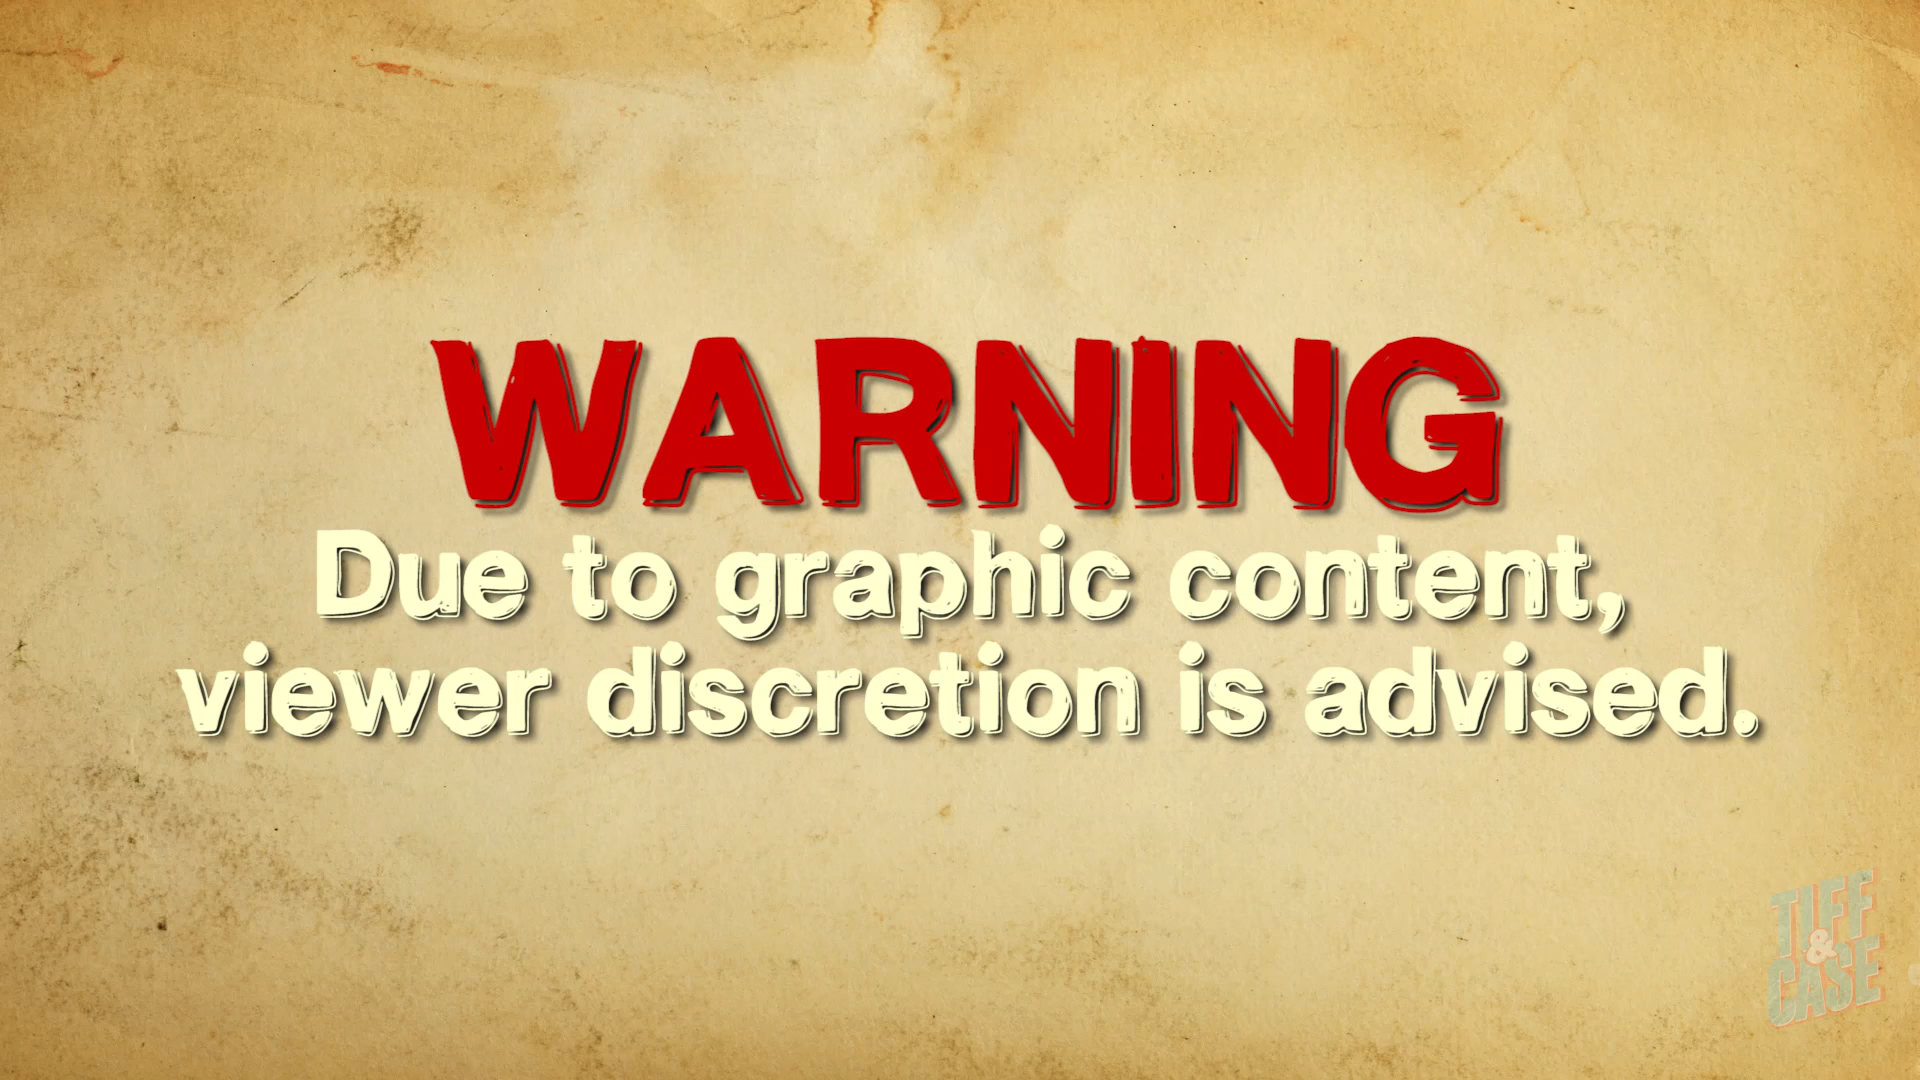 WARNING
Due to graphic content,
viewer discretion is advised.
TIFF
&
CASE